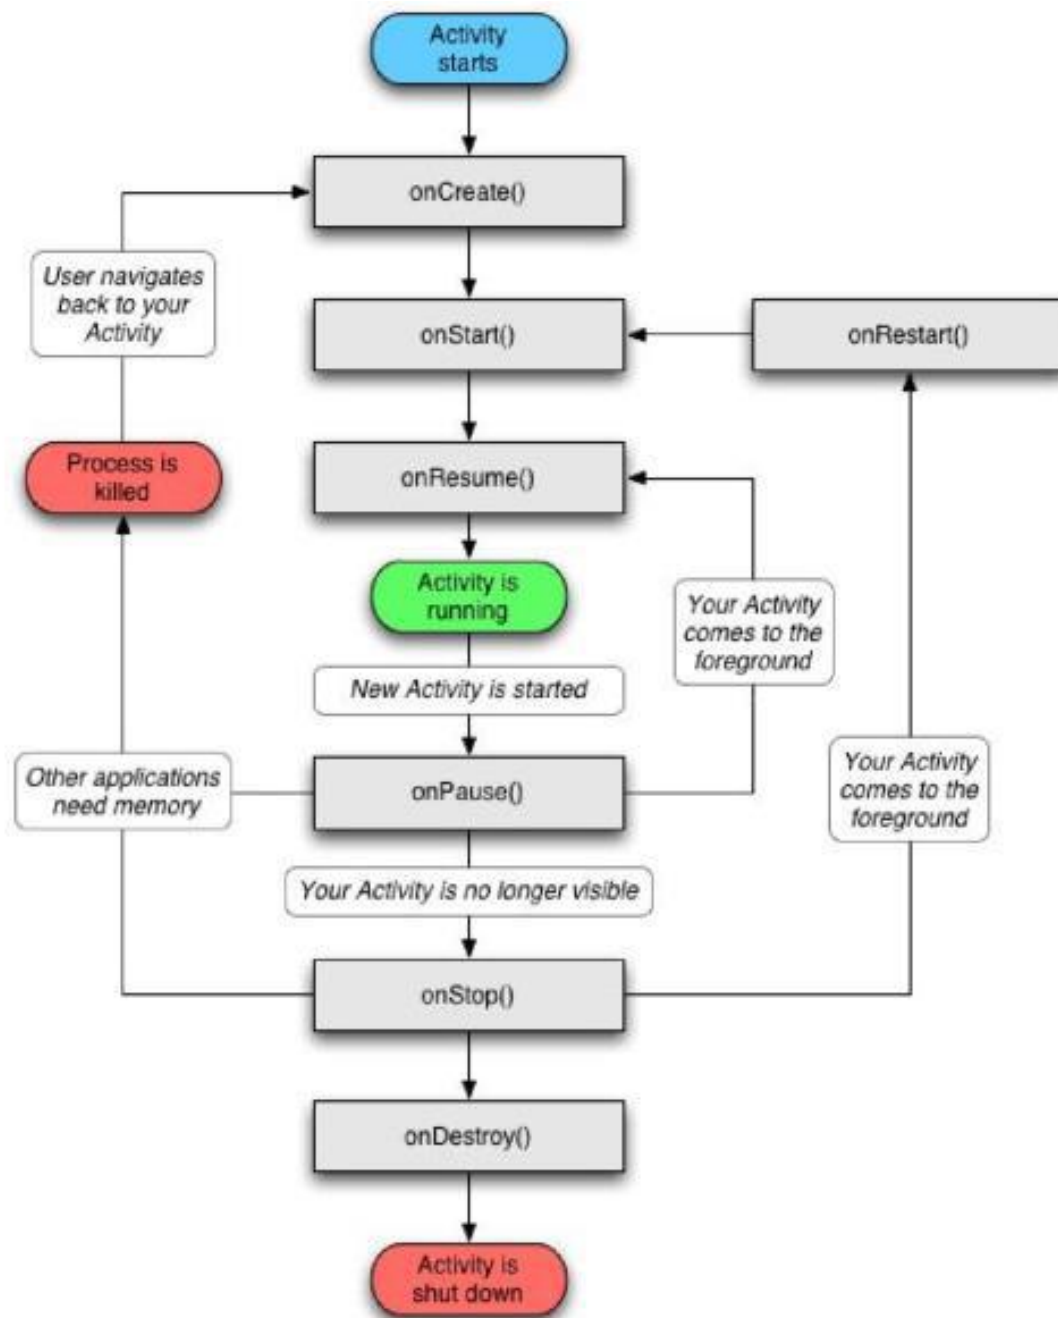 Activity
starts
onCreate()
User navigates
back to your
Activity
onStart()
onRestart()
Process is
killed
onResume()
Activity is
running
Your Activity
comes to the
foreground
New Activity is started
Other applications
need memory
onPause()
Your Activity
comes to the
foreground
Your Activity is no longer visible
onStop()
onDestroy()
Activity is
shut down